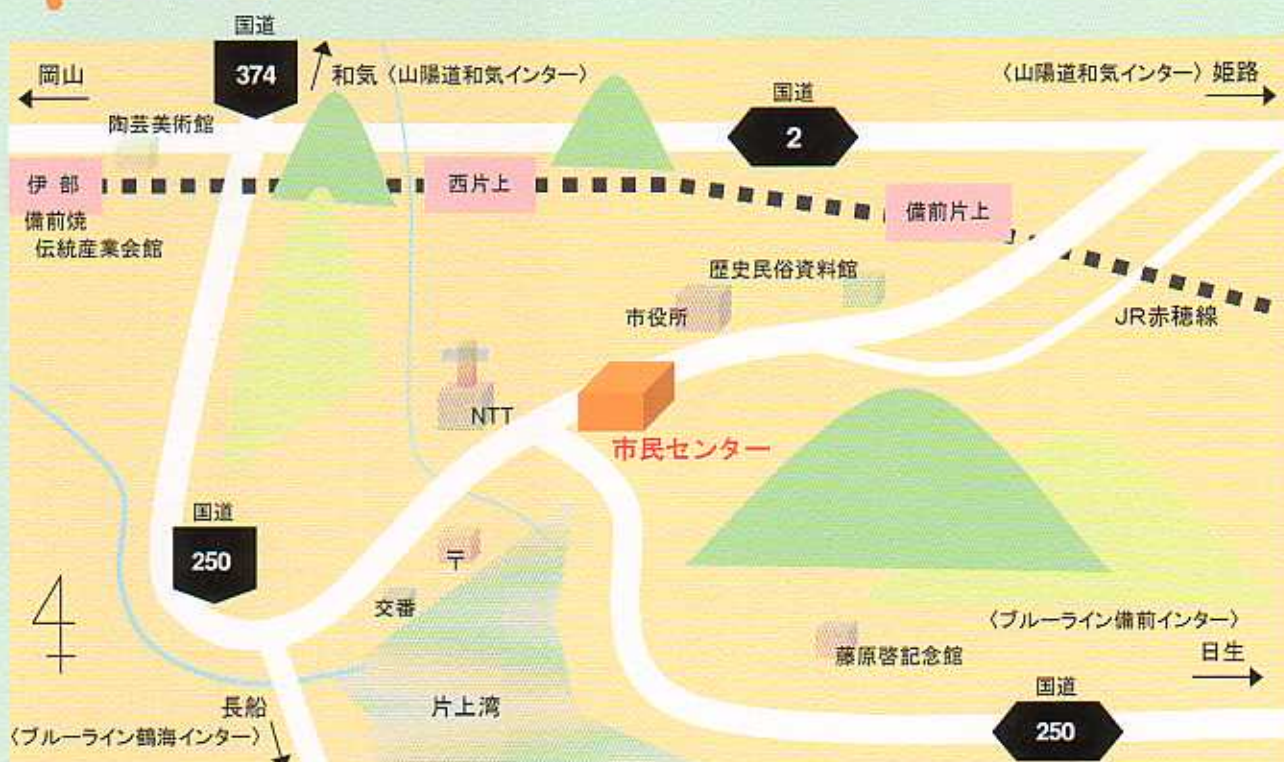 国道
374
和気〈山陽道和気インター〉
岡山
〈山陽道和気インター〉姫路
国道
2
陶芸美術館
伊部
西片上
備前片上
備前焼
伝統産業会館
歴史民俗資料館
市役所
JR赤穂線
NTT
市民センター
国道
250
〒
交番
〈ブルーライン備前インター〉
藤原啓記念館
日生
国道
250
長船
〈ブルーライン鶴海インター〉
片上湾